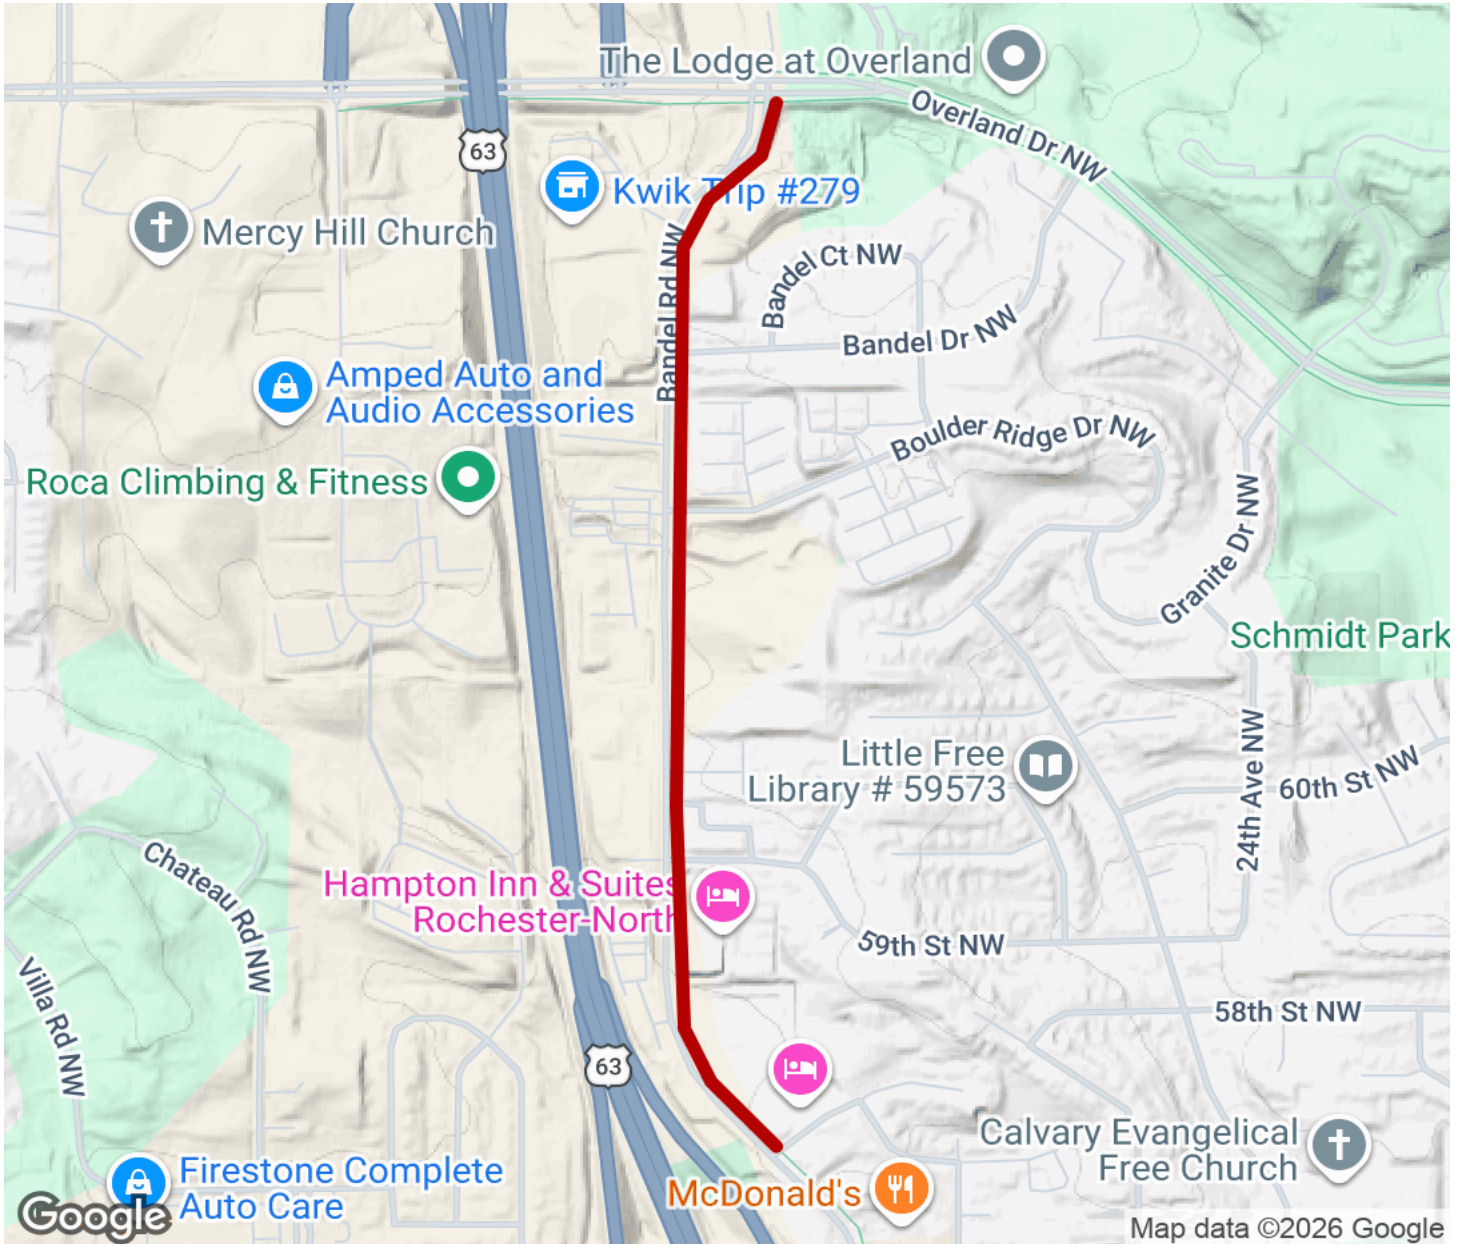 The Lodge at Overland
Overland Dr NW
63
Kwik Trip #279
Mercy Hill Church
Bandel Rd NW
Bandel Ct NW
Bandel Dr NW
Amped Auto and
Audio Accessories
Boulder Ridge Dr NW
Roca Climbing & Fitness
Granite Dr NW
Schmidt Park
Little Free
Library # 59573
24th Ave NW
60th St NW
Chateau Rd NW
Hampton Inn & Suites
Rochester-North
59th St NW
Villa Rd NW
58th St NW
63
Calvary Evangelical
Free Church
Firestone Complete
Auto Care
McDonald's
Google
Map data ©2026 Google